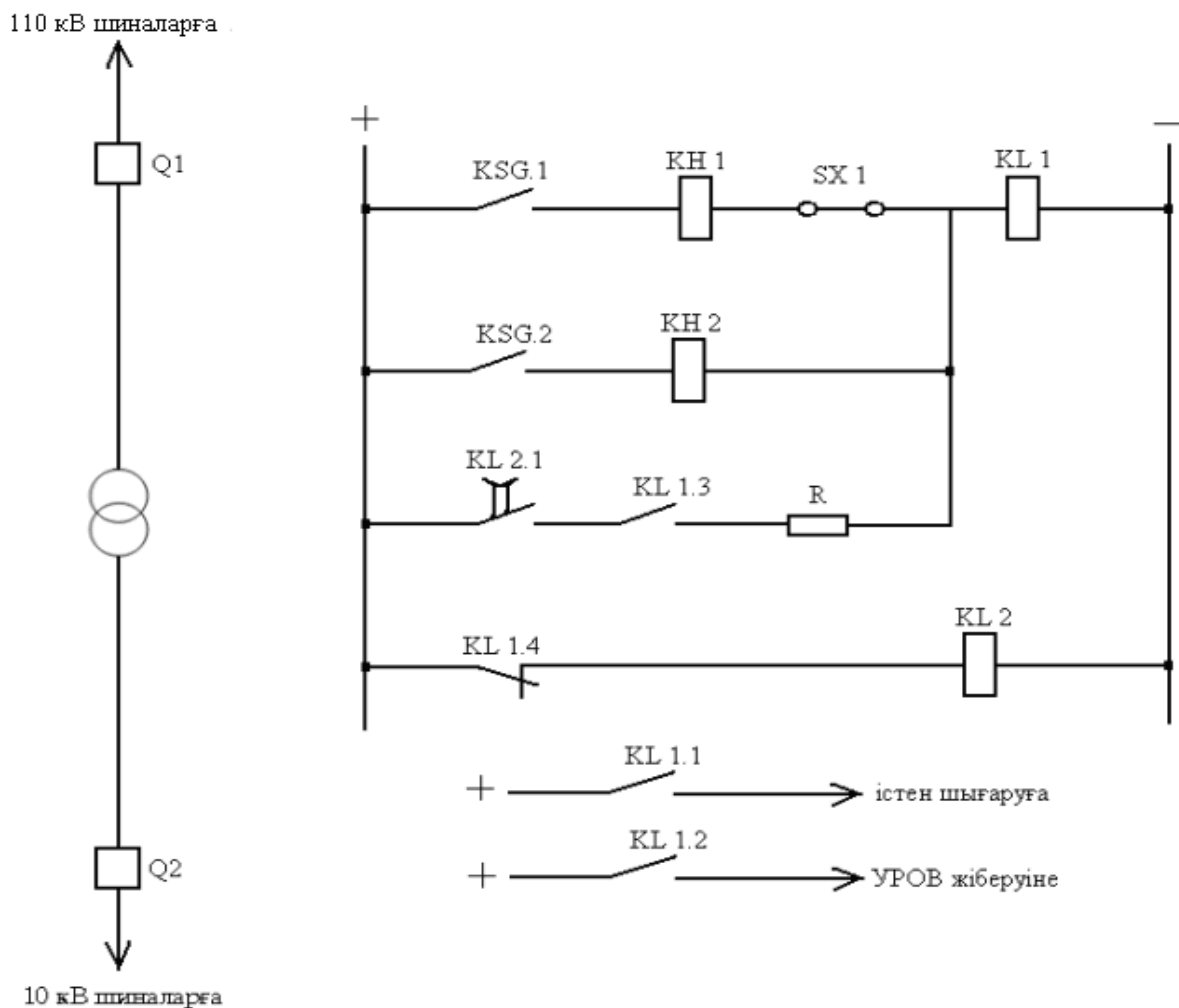 110 кВ шиналарға
+
—
Q1
KSG.1
KH 1
SX 1
KL 1
KSG.2
KH 2
KL 2.1
KL 1.3
R
KL 1.4
KL 2
+
KL 1.1
істен шығаруға
+
KL 1.2
УРОВ жіберуіне
Q2
10 кВ шиналарға